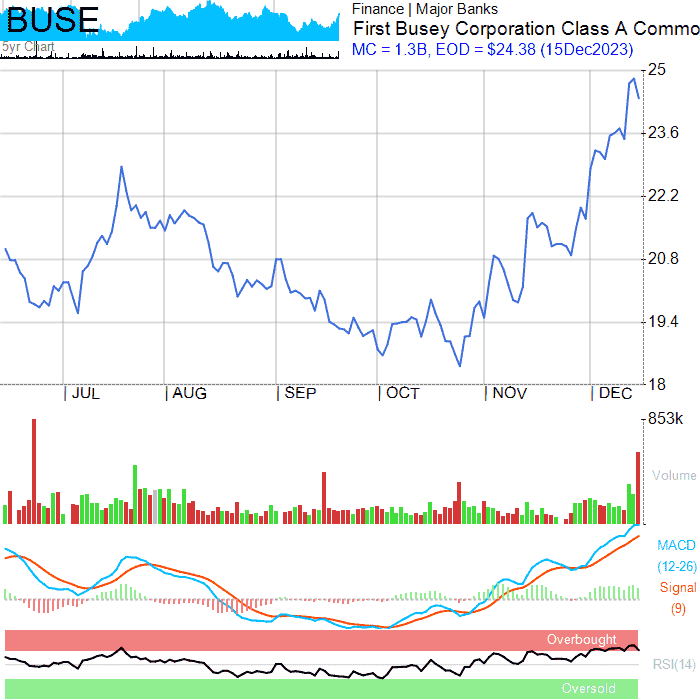 BUSE
5yr Chart
Finance | Major Banks
First Busey Corporation Class A Commo
MC = 1.3B, EOD = $24.38 (15Dec2023)
25
23.6
22.2
20.8
19.4
18
| JUL | AUG | SEP | OCT | NOV | DEC
853k
Volume
MACD
(12-26)
Signal
(9)
Overbought
RSI(14)
Oversold